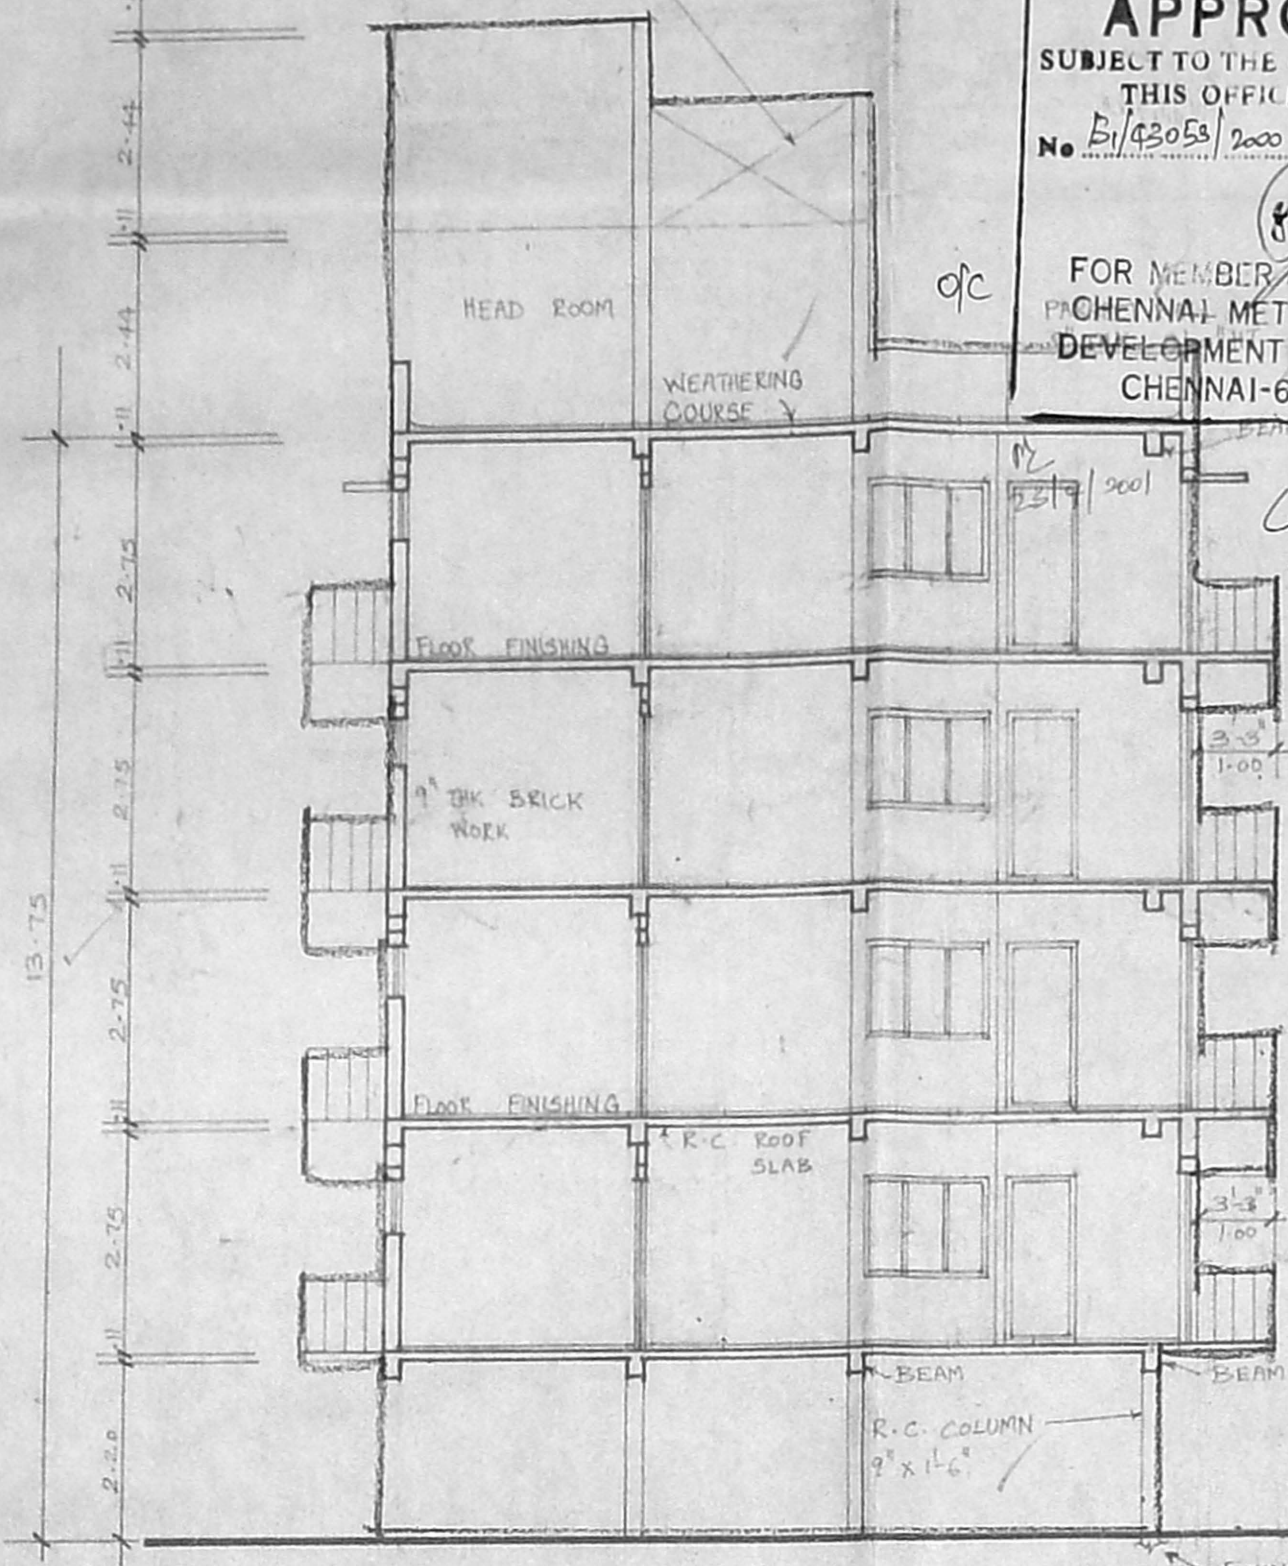 APPRO
SUBJECT TO THE
THIS OFFIC
No B1/43053/2000
FOR MEMBER
CHENNAI MET
DEVELOPMENT
CHENNAI-6
O/C
23/ /2001
HEAD ROOM
WEATHERING
COURSE
BEA
FLOOR FINISHING
9" THK BRICK
WORK
3'-3"
1.00
FLOOR FINISHING
R.C. ROOF
SLAB
3'-3"
1.00
BEAM
BEAM
R.C. COLUMN
9" x 1'-6"
2.44
.11
2.44
.11
2.75
.11
2.75
.11
2.75
.11
2.75
.11
2.20
13.75